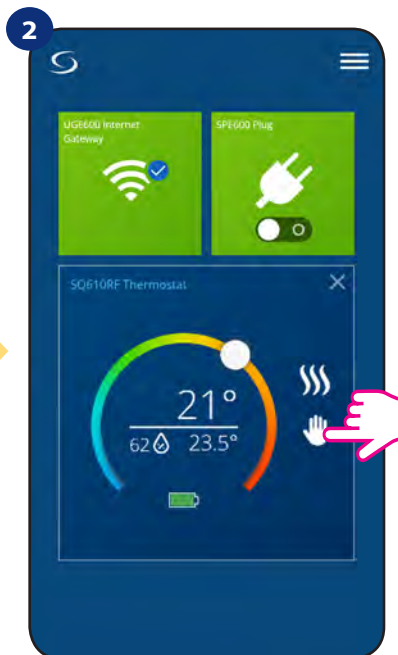 2
UGE600 Internet
Gateway
SPE600 Plug
SQ610RF Thermostat
21°
62 23.5°